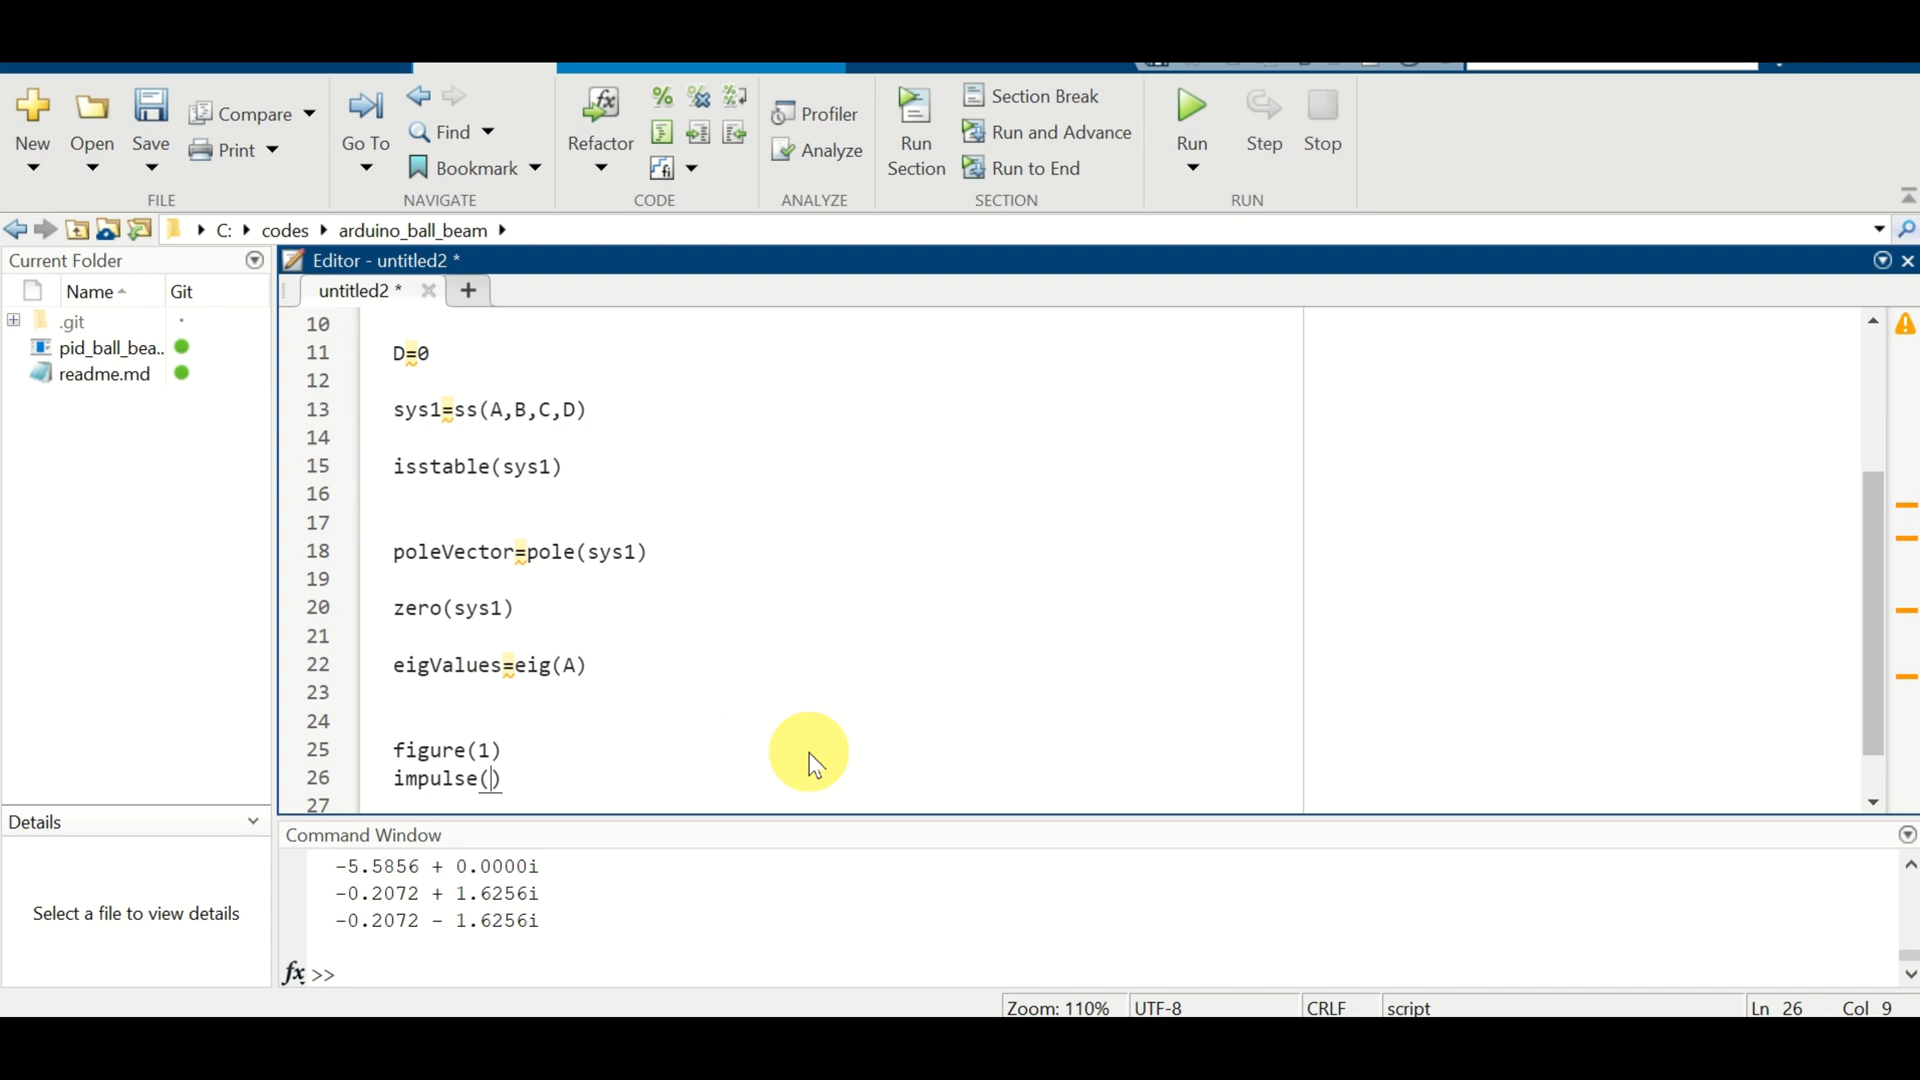 New
Open
Save
Compare
Print
FILE
Go To
Find
Bookmark
NAVIGATE
Refactor
CODE
Profiler
Analyze
ANALYZE
Run
Section
Section Break
Run and Advance
Run to End
SECTION
Run
Step
Stop
RUN
C: codes arduino_ball_beam
Current Folder
Name Git
.git
pid_ball_bea..
readme.md
Details
Select a file to view details
Editor - untitled2 *
untitled2 *
10
11 D=0
12
13 sys1=ss(A,B,C,D)
14
15 isstable(sys1)
16
17
18 poleVector=pole(sys1)
19
20 zero(sys1)
21
22 eigValues=eig(A)
23
24
25 figure(1)
26 impulse()
27
Command Window
-5.5856 + 0.0000i
-0.2072 + 1.6256i
-0.2072 - 1.6256i
fx >>
Zoom: 110% UTF-8 CRLF script Ln 26 Col 9